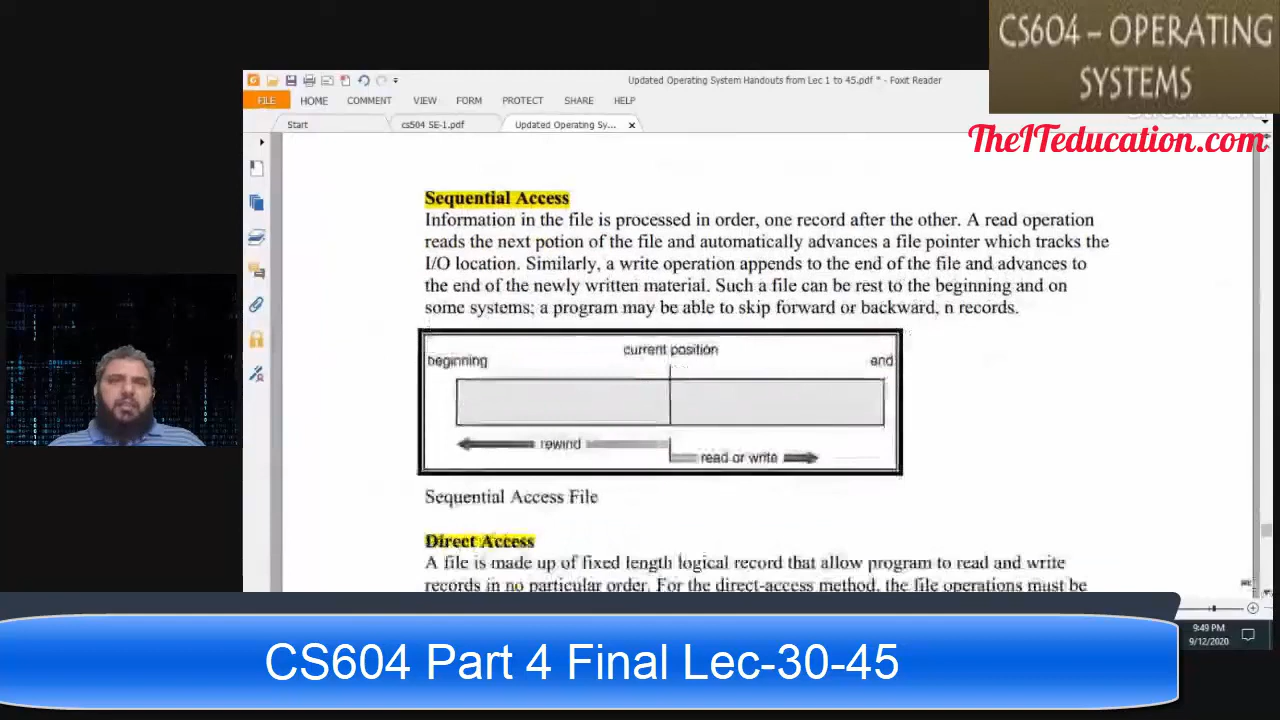 CS604 – OPERATING
SYSTEMS
TheITeducation.com
Updated Operating System Handouts from Lec 1 to 45.pdf * - Foxit Reader
FILE HOME COMMENT VIEW FORM PROTECT SHARE HELP
Start cs504 SE-1.pdf Updated Operating Sy...
Sequential Access
Information in the file is processed in order, one record after the other. A read operation
reads the next potion of the file and automatically advances a file pointer which tracks the
I/O location. Similarly, a write operation appends to the end of the file and advances to
the end of the newly written material. Such a file can be rest to the beginning and on
some systems; a program may be able to skip forward or backward, n records.
current position
beginning end
rewind
read or write
Sequential Access File
Direct Access
A file is made up of fixed length logical record that allow program to read and write
records in no particular order. For the direct-access method, the file operations must be
9:49 PM
9/12/2020
CS604 Part 4 Final Lec-30-45